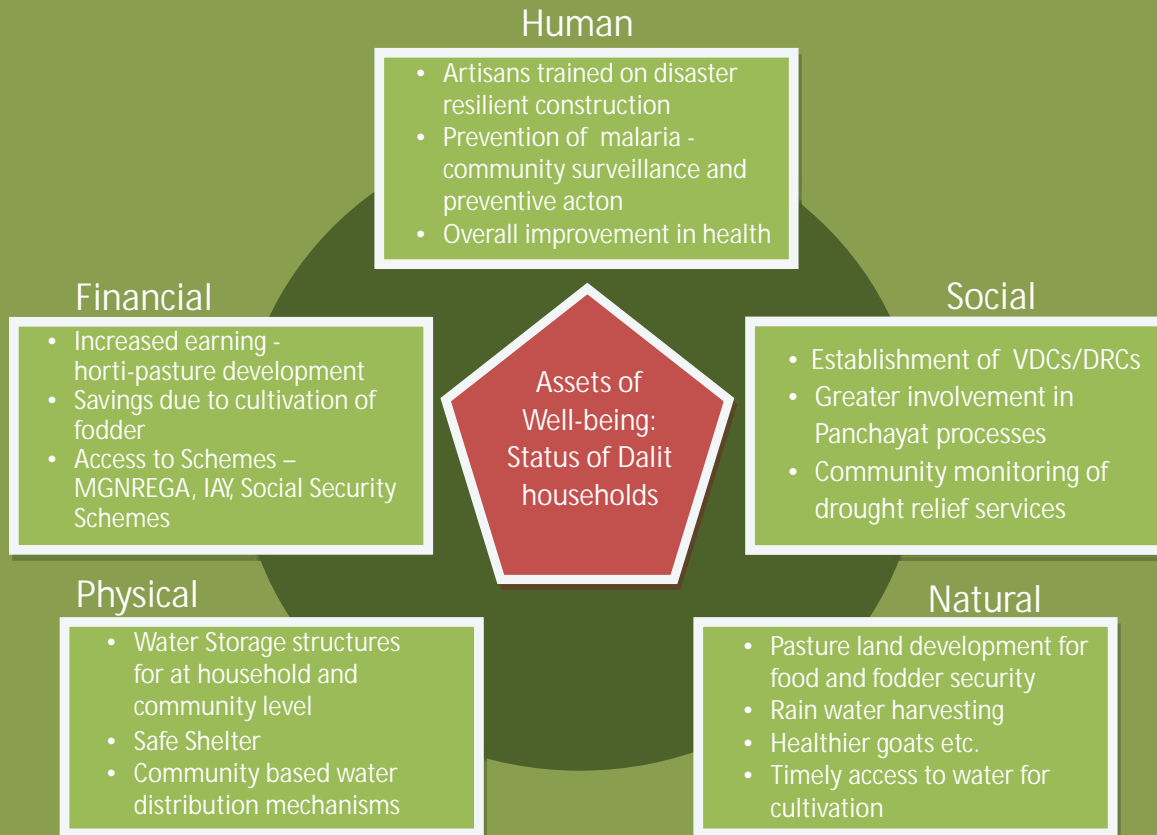 Human
• Artisans trained on disaster
resilient construction
• Prevention of malaria -
community surveillance and
preventive acton
• Overall improvement in health
Financial
• Increased earning -
horti-pasture development
• Savings due to cultivation of
fodder
• Access to Schemes –
MGNREGA, IAY, Social Security
Schemes
Assets of
Well-being:
Status of Dalit
households
Social
• Establishment of VDCs/DRCs
• Greater involvement in
Panchayat processes
• Community monitoring of
drought relief services
Physical
• Water Storage structures
for at household and
community level
• Safe Shelter
• Community based water
distribution mechanisms
Natural
• Pasture land development for
food and fodder security
• Rain water harvesting
• Healthier goats etc.
• Timely access to water for
cultivation